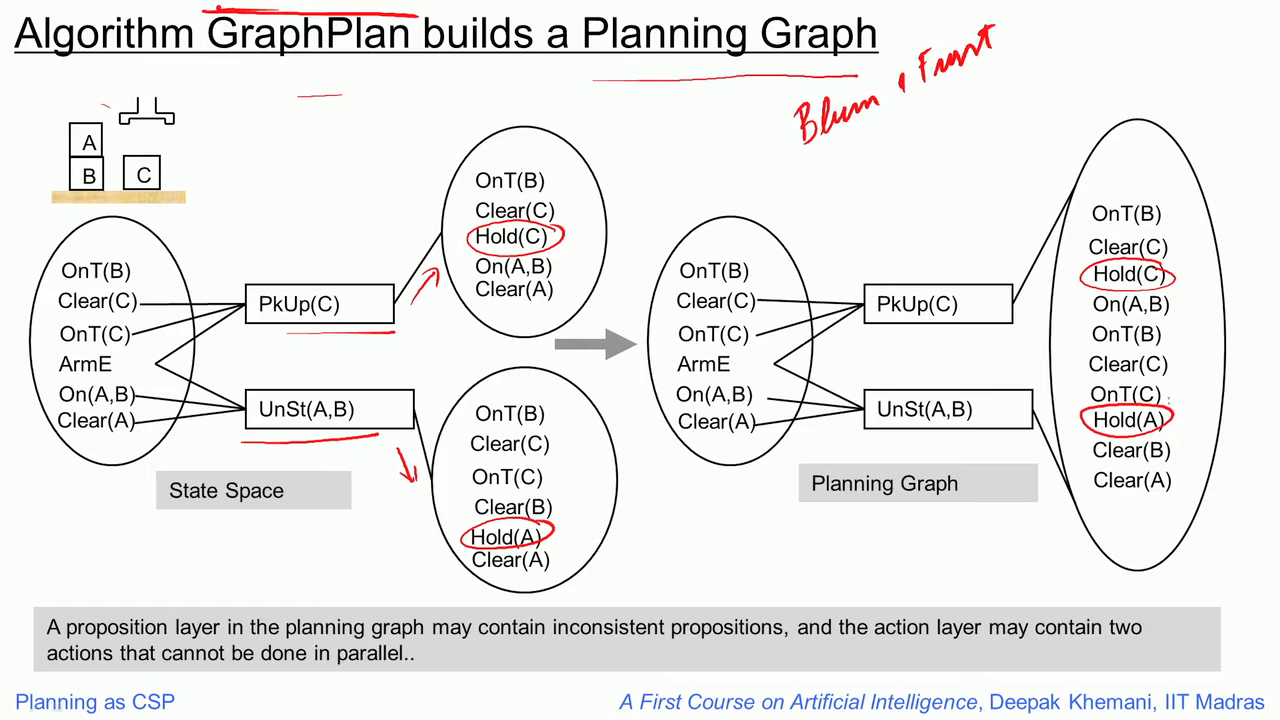 Algorithm GraphPlan builds a Planning Graph
Blum & Furst
A
B
C
OnT(B)
Clear(C)
OnT(C)
ArmE
On(A,B)
Clear(A)
PkUp(C)
UnSt(A,B)
State Space
OnT(B)
Clear(C)
Hold(C)
On(A,B)
Clear(A)
OnT(B)
Clear(C)
OnT(C)
Clear(B)
Hold(A)
Clear(A)
OnT(B)
Clear(C)
OnT(C)
ArmE
On(A,B)
Clear(A)
PkUp(C)
UnSt(A,B)
Planning Graph
OnT(B)
Clear(C)
Hold(C)
On(A,B)
OnT(B)
Clear(C)
OnT(C)
Hold(A)
Clear(B)
Clear(A)
A proposition layer in the planning graph may contain inconsistent propositions, and the action layer may contain two
actions that cannot be done in parallel..
Planning as CSP
A First Course on Artificial Intelligence, Deepak Khemani, IIT Madras